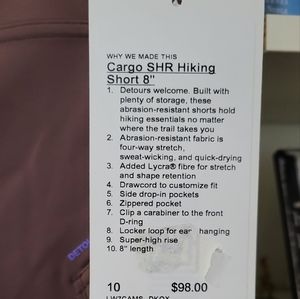 WHY WE MADE THIS
Cargo SHR Hiking
Short 8"
1. Detours welcome. Built with
plenty of storage, these
abrasion-resistant shorts hold
hiking essentials no matter
where the trail takes you
2. Abrasion-resistant fabric is
four-way stretch,
sweat-wicking, and quick-drying
3. Added Lycra® fibre for stretch
and shape retention
4. Drawcord to customize fit
5. Side drop-in pockets
6. Zippered pocket
7. Clip a carabiner to the front
D-ring
8. Locker loop for easy hanging
9. Super-high rise
10. 8" length
10 $98.00